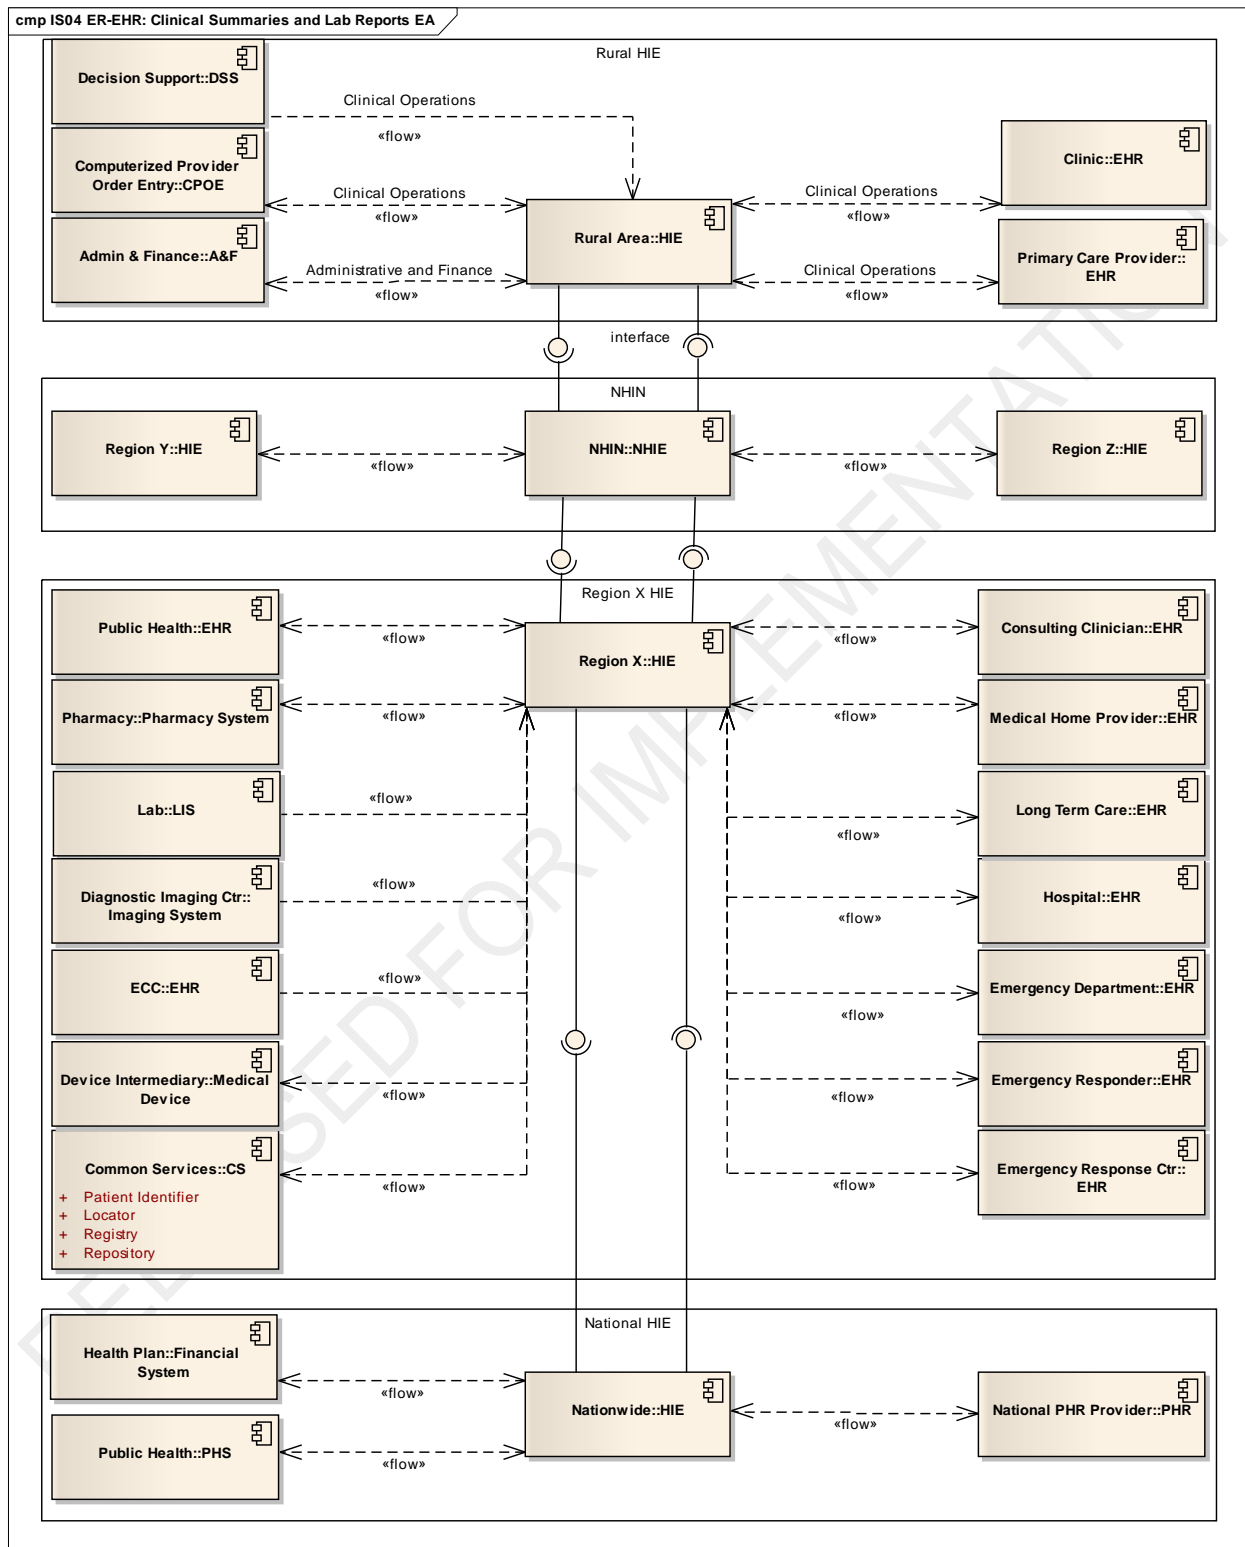 cmp IS04 ER-EHR: Clinical Summaries and Lab Reports EA
Rural HIE
Decision Support::DSS
Clinical Operations
«flow»
Computerized Provider
Order Entry::CPOE
Clinical Operations
«flow»
Admin & Finance::A&F
Administrative and Finance
«flow»
Rural Area::HIE
Clinical Operations
«flow»
Clinic::EHR
Clinical Operations
«flow»
Primary Care Provider::
EHR
interface
NHIN
Region Y::HIE
«flow»
NHIN::NHIE
«flow»
Region Z::HIE
Region X HIE
Public Health::EHR
«flow»
Region X::HIE
«flow»
Consulting Clinician::EHR
Pharmacy::Pharmacy System
«flow»
«flow»
Medical Home Provider::EHR
Lab::LIS
«flow»
«flow»
Long Term Care::EHR
Diagnostic Imaging Ctr::
Imaging System
«flow»
«flow»
Hospital::EHR
ECC::EHR
«flow»
«flow»
Emergency Department::EHR
Device Intermediary::Medical
Device
«flow»
«flow»
Emergency Responder::EHR
Common Services::CS
+ Patient Identifier
+ Locator
+ Registry
+ Repository
«flow»
«flow»
Emergency Response Ctr::
EHR
National HIE
Health Plan::Financial
System
«flow»
Nationwide::HIE
«flow»
National PHR Provider::PHR
Public Health::PHS
«flow»
FOR IMPLEMENTATION